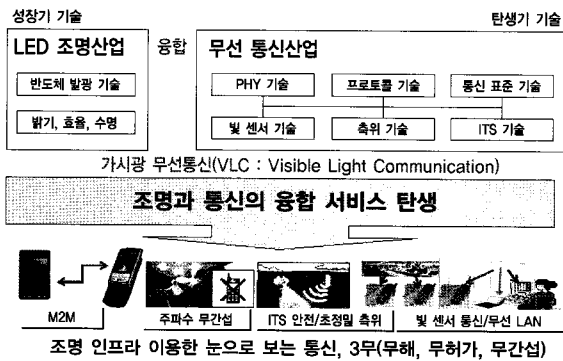 성장기 기술
탄생기 기술
LED 조명산업
융합
무선 통신산업
반도체 발광 기술
밝기, 효율, 수명
PHY 기술
프로토콜 기술
통신 표준 기술
빛 센서 기술
측위 기술
ITS 기술
가시광 무선통신(VLC : Visible Light Communication)
조명과 통신의 융합 서비스 탄생
M2M
주파수 무간섭
ITS 안전/초정밀 측위
빛 센서 통신/무선 LAN
조명 인프라 이용한 눈으로 보는 통신, 3무(무해, 무허가, 무간섭)